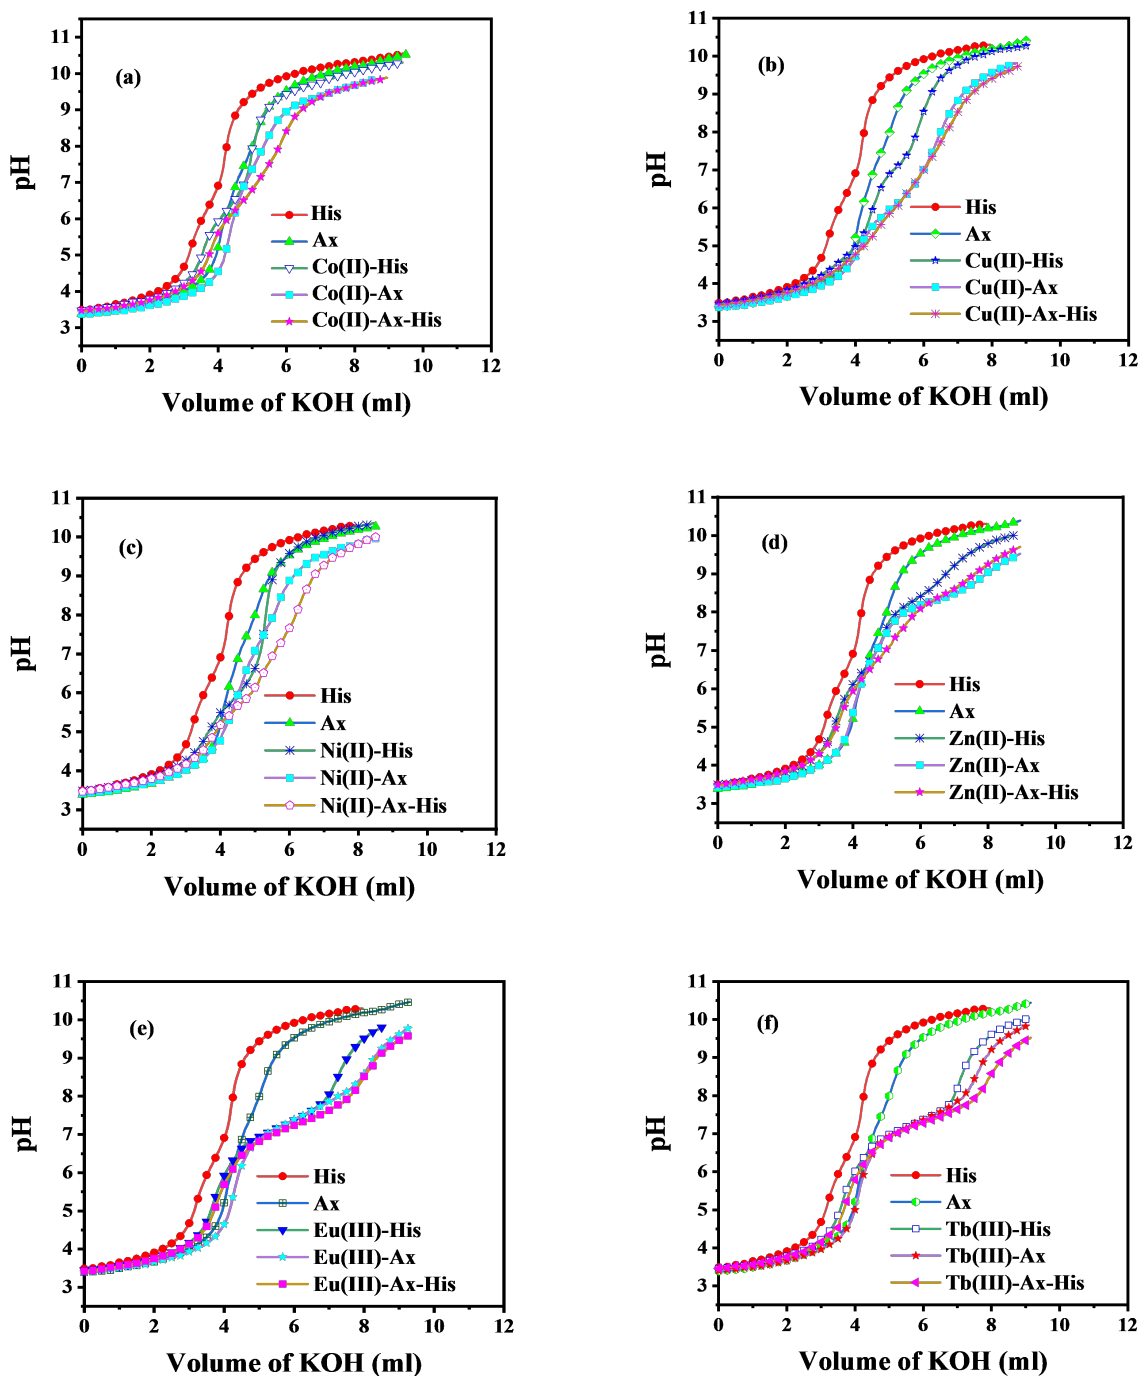 11
10
9
8
7
6
5
4
3
pH
(a)
His
Ax
Co(II)-His
Co(II)-Ax
Co(II)-Ax-His
0 2 4 6 8 10 12
Volume of KOH (ml)
11
10
9
8
7
6
5
4
3
pH
(b)
His
Ax
Cu(II)-His
Cu(II)-Ax
Cu(II)-Ax-His
0 2 4 6 8 10 12
Volume of KOH (ml)
11
10
9
8
7
6
5
4
3
pH
(c)
His
Ax
Ni(II)-His
Ni(II)-Ax
Ni(II)-Ax-His
0 2 4 6 8 10 12
Volume of KOH (ml)
11
10
9
8
7
6
5
4
3
pH
(d)
His
Ax
Zn(II)-His
Zn(II)-Ax
Zn(II)-Ax-His
0 2 4 6 8 10 12
Volume of KOH (ml)
11
10
9
8
7
6
5
4
3
pH
(e)
His
Ax
Eu(III)-His
Eu(III)-Ax
Eu(III)-Ax-His
0 2 4 6 8 10 12
Volume of KOH (ml)
11
10
9
8
7
6
5
4
3
pH
(f)
His
Ax
Tb(III)-His
Tb(III)-Ax
Tb(III)-Ax-His
0 2 4 6 8 10 12
Volume of KOH (ml)